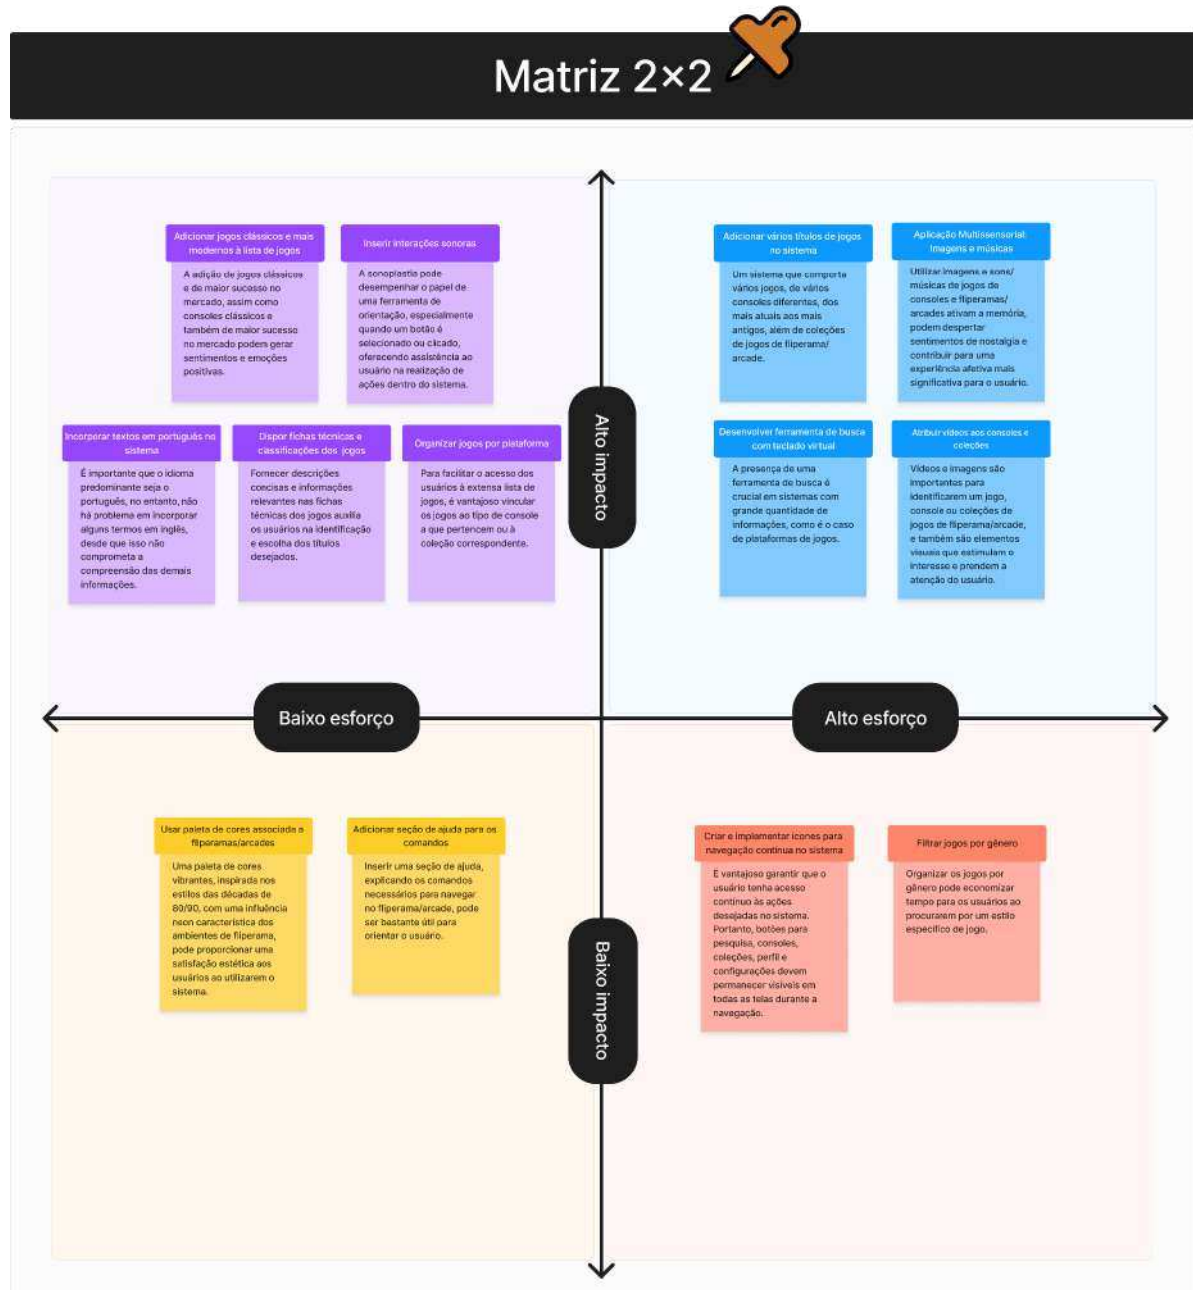 Matriz 2×2
Adicionar jogos clássicos e mais
modernos à lista de jogos
A adição de jogos clássicos
e de maior sucesso no
mercado, assim como
consoles clássicos e
também de maior sucesso
no mercado podem gerar
sentimentos e emoções
positivas.
Inserir interações sonoras
A sonoplastia pode
desempenhar o papel de
uma ferramenta de
orientação, especialmente
quando um botão é
selecionado ou clicado,
oferecendo assistência ao
usuário na realização de
ações dentro do sistema.
Adicionar vários títulos de jogos
no sistema
Um sistema que comporta
vários jogos, de vários
consoles diferentes, dos
mais atuais aos mais
antigos, além de coleções
de jogos de fliperama/
arcade.
Aplicação Multissensorial:
Imagens e músicas
Utilizar imagens e sons/
músicas de jogos de
consoles e fliperamas/
arcades ativam a memória,
podem despertar
sentimentos de nostalgia e
contribuir para uma
experiência afetiva mais
significativa para o usuário.
Alto impacto
Incorporar textos em português no
sistema
É importante que o idioma
predominante seja o
português, no entanto, não
há problema em incorporar
alguns termos em inglês,
desde que isso não
comprometa a
compreensão das demais
informações.
Dispor fichas técnicas e
classificações dos jogos
Fornecer descrições
concisas e informações
relevantes nas fichas
técnicas dos jogos auxilia
os usuários na identificação
e escolha dos títulos
desejados.
Organizar jogos por plataforma
Para facilitar o acesso dos
usuários à extensa lista de
jogos, é vantajoso vincular
os jogos ao tipo de console
a que pertencem ou à
coleção correspondente.
Desenvolver ferramenta de busca
com teclado virtual
A presença de uma
ferramenta de busca é
crucial em sistemas com
grande quantidade de
informações, como é o caso
de plataformas de jogos.
Atribuir vídeos aos consoles e
coleções
Vídeos e imagens são
importantes para
identificarem um jogo,
console ou coleções de
jogos de fliperama/arcade,
e também são elementos
visuais que estimulam o
interesse e prendem a
atenção do usuário.
Baixo esforço
Alto esforço
Usar paleta de cores associada a
fliperamas/arcades
Uma paleta de cores
vibrantes, inspirada nos
estilos das décadas de
80/90, com uma influência
neon característica dos
ambientes de fliperama,
pode proporcionar uma
satisfação estética aos
usuários ao utilizarem o
sistema.
Adicionar seção de ajuda para os
comandos
Inserir uma seção de ajuda,
explicando os comandos
necessários para navegar
no fliperama/arcade, pode
ser bastante útil para
orientar o usuário.
Baixo impacto
Criar e implementar ícones para
navegação contínua no sistema
É vantajoso garantir que o
usuário tenha acesso
contínuo às ações
desejadas no sistema.
Portanto, botões para
pesquisa, consoles,
coleções, perfil e
configurações devem
permanecer visíveis em
todas as telas durante a
navegação.
Filtrar jogos por gênero
Organizar os jogos por
gênero pode economizar
tempo para os usuários ao
procurarem por um estilo
específico de jogo.